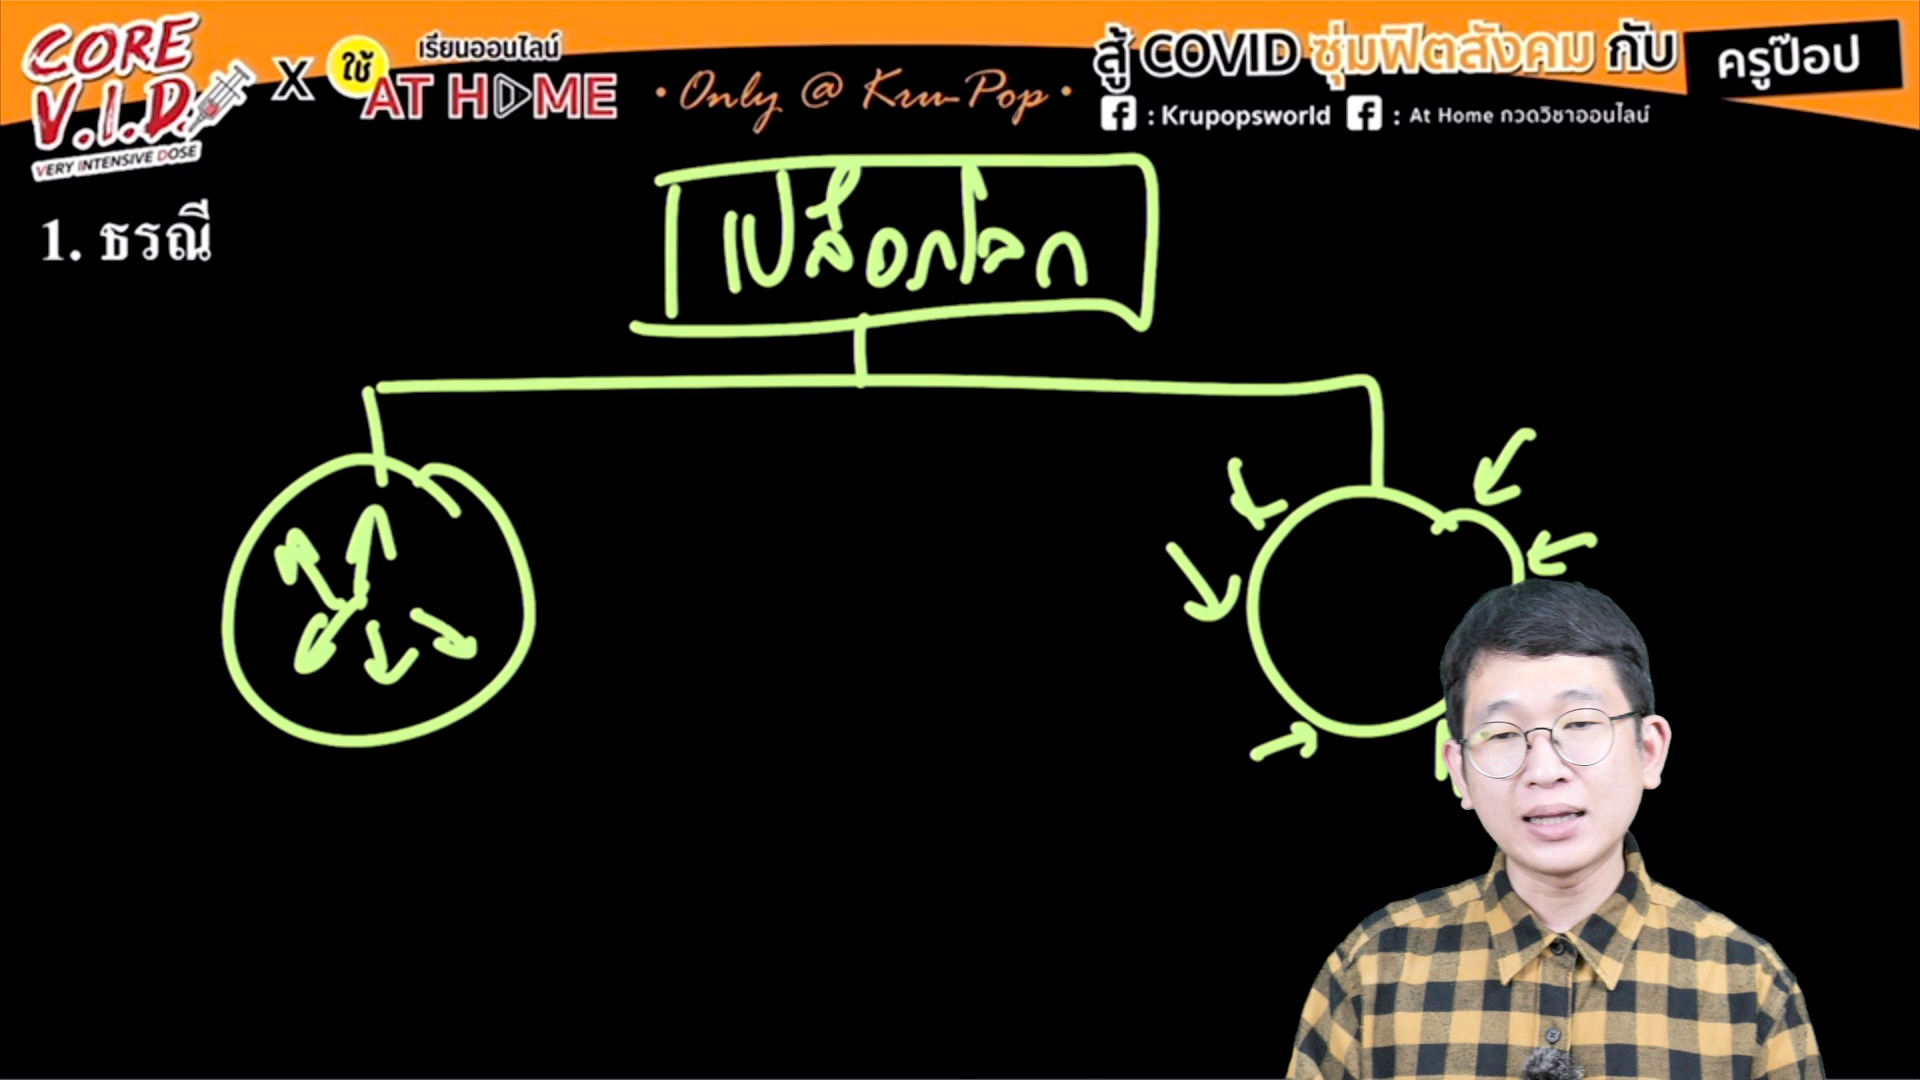 CORE
V.I.D.
VERY INTENSIVE DOSE
X
ใช้
เรียนออนไลน์
AT HOME
• Only @ Kru-Pop •
สู้ COVID ซุ่มฟิตสังคม กับ ครูป๊อป
: Krupopsworld : At Home กวดวิชาออนไลน์
1. ธรณี
เปลือกโลก